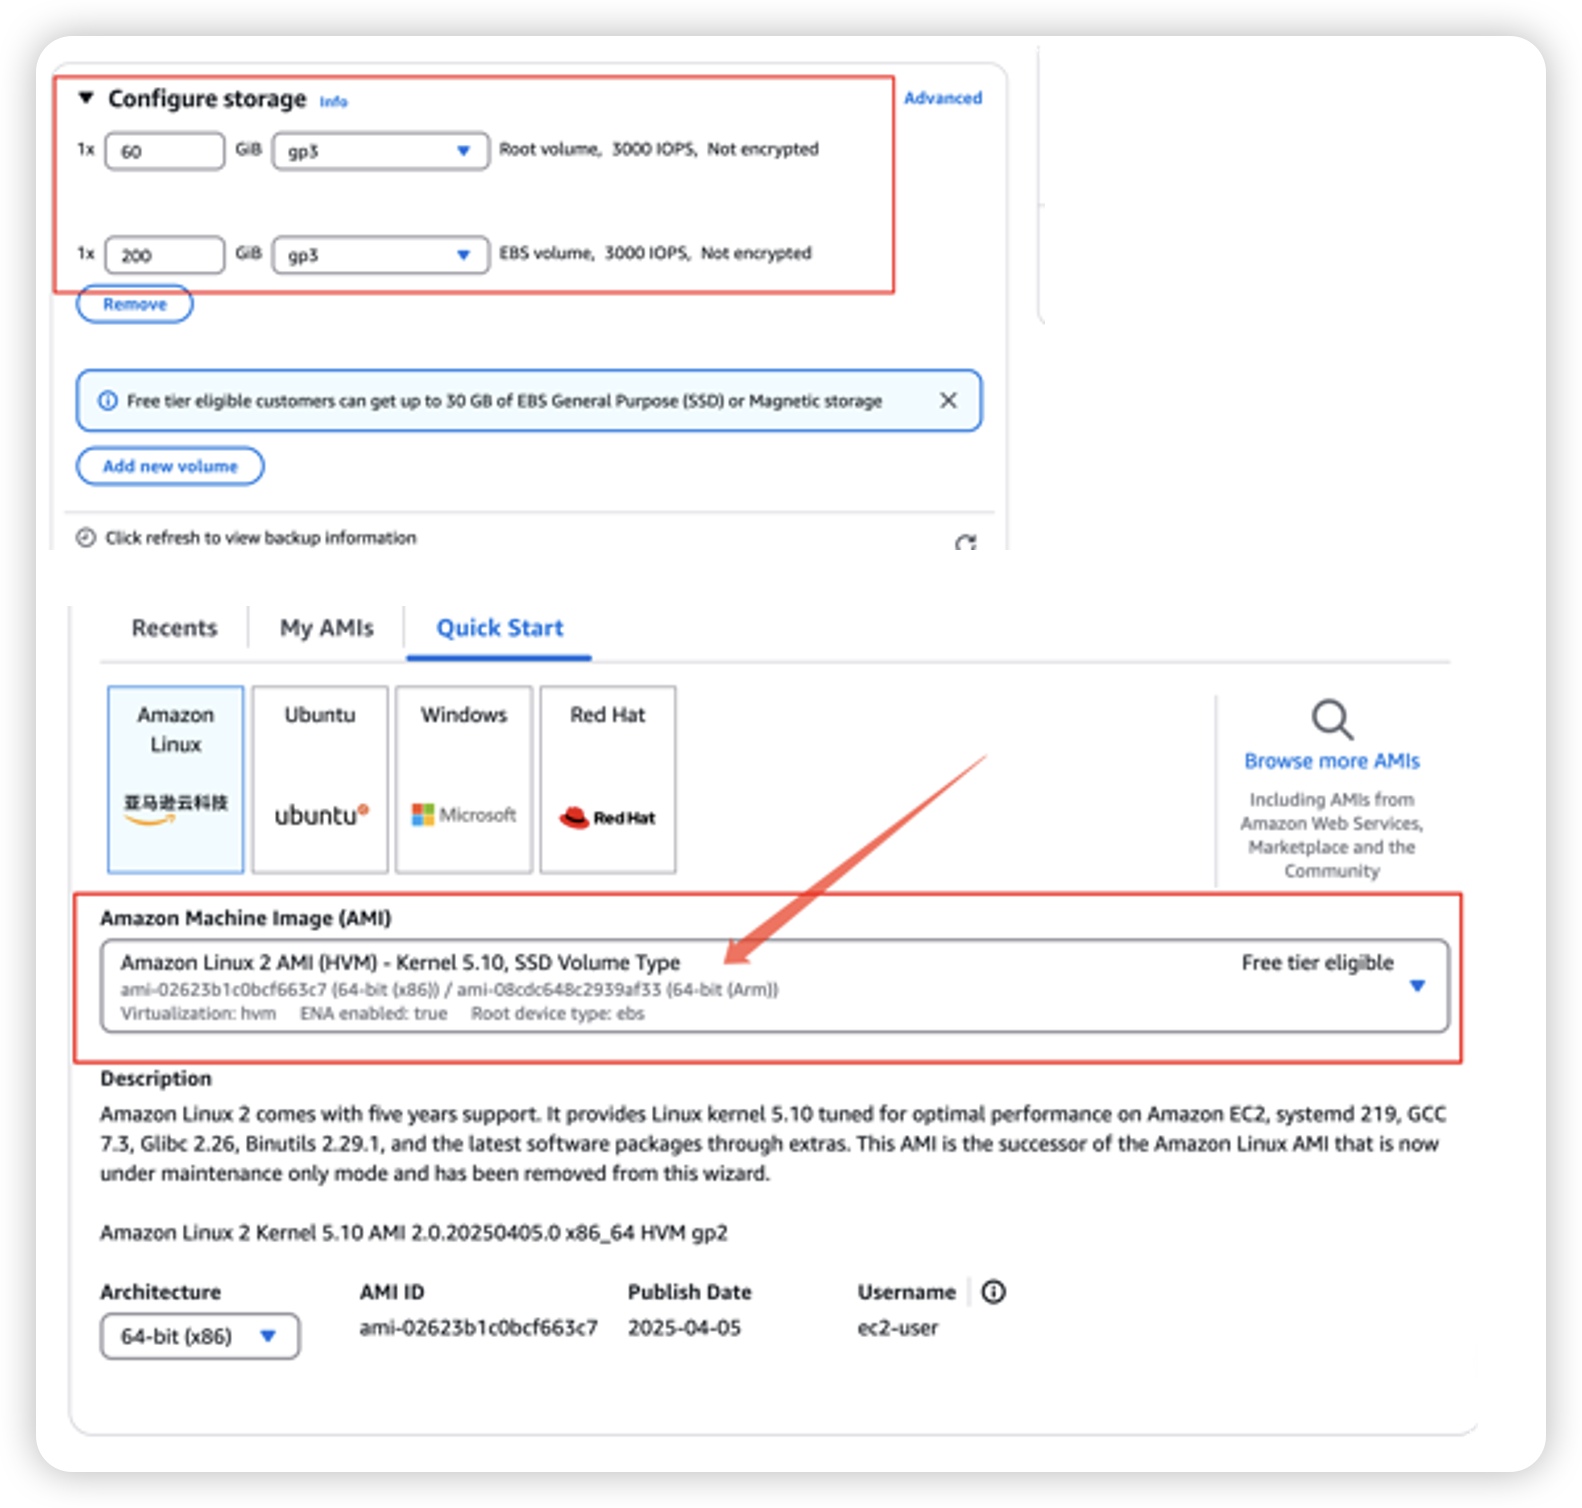 Configure storage Info
Advanced
1x 60 GiB gp3 Root volume, 3000 IOPS, Not encrypted
1x 200 GiB gp3 EBS volume, 3000 IOPS, Not encrypted
Remove
Free tier eligible customers can get up to 30 GB of EBS General Purpose (SSD) or Magnetic storage
Add new volume
Click refresh to view backup information
Recents My AMIs Quick Start
Amazon
Linux
亚马逊云科技
Ubuntu
ubuntu
Windows
Microsoft
Red Hat
Red Hat
Browse more AMIs
Including AMIs from
Amazon Web Services,
Marketplace and the
Community
Amazon Machine Image (AMI)
Amazon Linux 2 AMI (HVM) - Kernel 5.10, SSD Volume Type
Free tier eligible
ami-02623b1c0bcf663c7 (64-bit (x86)) / ami-08cdc648c2939af33 (64-bit (Arm))
Virtualization: hvm ENA enabled: true Root device type: ebs
Description
Amazon Linux 2 comes with five years support. It provides Linux kernel 5.10 tuned for optimal performance on Amazon EC2, systemd 219, GCC
7.3, Glibc 2.26, Binutils 2.29.1, and the latest software packages through extras. This AMI is the successor of the Amazon Linux AMI that is now
under maintenance only mode and has been removed from this wizard.
Amazon Linux 2 Kernel 5.10 AMI 2.0.20250405.0 x86_64 HVM gp2
Architecture AMI ID Publish Date Username
64-bit (x86) ami-02623b1c0bcf663c7 2025-04-05 ec2-user